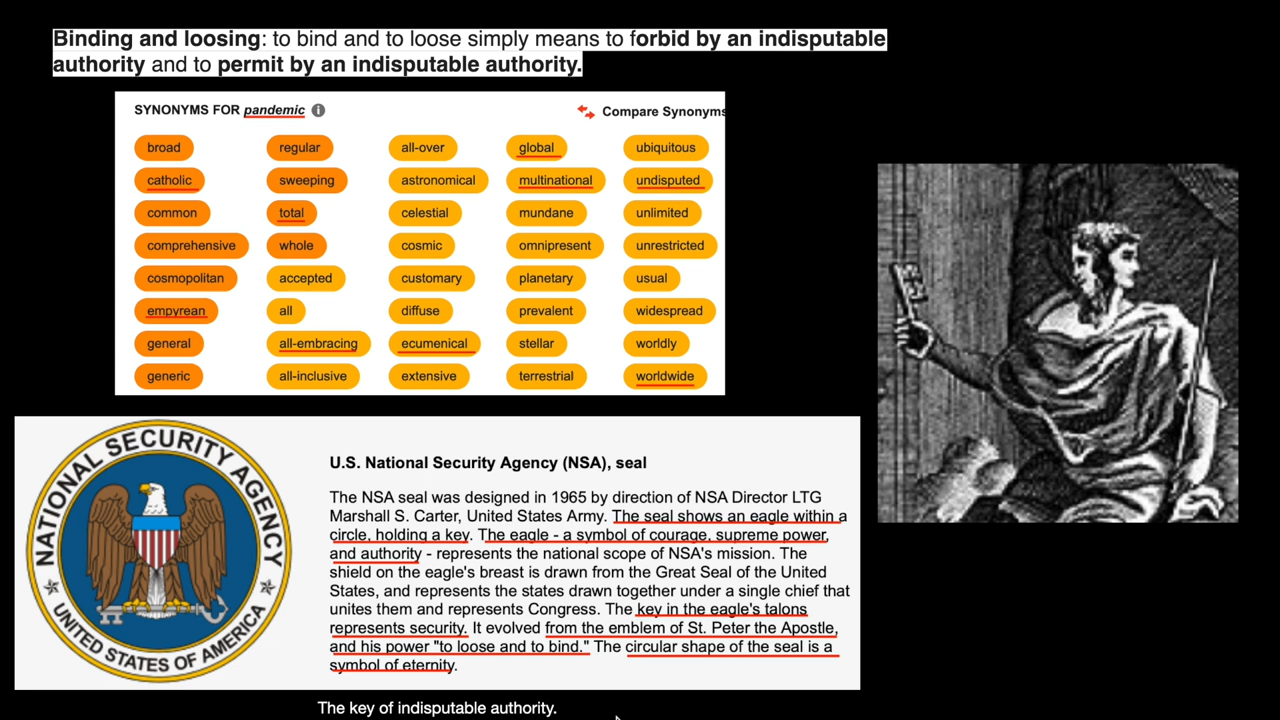 Binding and loosing: to bind and to loose simply means to forbid by an indisputable
authority and to permit by an indisputable authority.
SYNONYMS FOR pandemic
Compare Synonyms
broad regular all-over global ubiquitous
catholic sweeping astronomical multinational undisputed
common total celestial mundane unlimited
comprehensive whole cosmic omnipresent unrestricted
cosmopolitan accepted customary planetary usual
empyrean all diffuse prevalent widespread
general all-embracing ecumenical stellar worldly
generic all-inclusive extensive terrestrial worldwide
NATIONAL SECURITY AGENCY
UNITED STATES OF AMERICA
U.S. National Security Agency (NSA), seal
The NSA seal was designed in 1965 by direction of NSA Director LTG
Marshall S. Carter, United States Army. The seal shows an eagle within a
circle, holding a key. The eagle - a symbol of courage, supreme power,
and authority - represents the national scope of NSA's mission. The
shield on the eagle's breast is drawn from the Great Seal of the United
States, and represents the states drawn together under a single chief that
unites them and represents Congress. The key in the eagle's talons
represents security. It evolved from the emblem of St. Peter the Apostle,
and his power "to loose and to bind." The circular shape of the seal is a
symbol of eternity.
The key of indisputable authority.